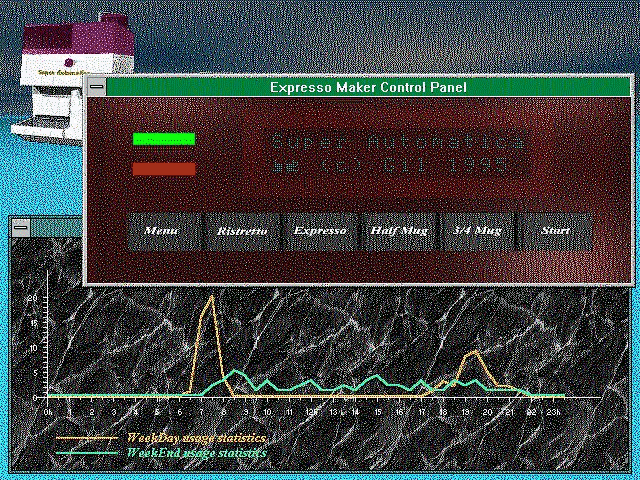 Super Automatica
Expresso Maker Control Panel
Super Automatica
(c) Gil 1995
Menu Ristretto Expresso Half Mug 3/4 Mug Start
20
15
10
5
0
0h 1 2 3 4 5 6 7 8 9 10 11 12h 13 14 15 16 17 18 19 20 21 22 23h
WeekDay usage statistics
WeekEnd usage statistics